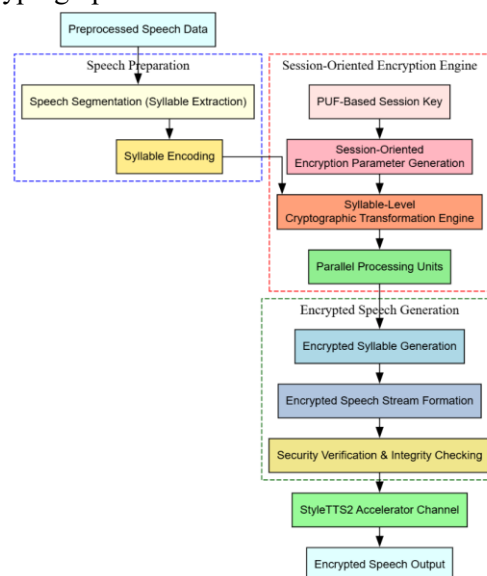 Preprocessed Speech Data
Speech Preparation
Speech Segmentation (Syllable Extraction)
Syllable Encoding
Session-Oriented Encryption Engine
PUF-Based Session Key
Session-Oriented
Encryption Parameter Generation
Syllable-Level
Cryptographic Transformation Engine
Parallel Processing Units
Encrypted Speech Generation
Encrypted Syllable Generation
Encrypted Speech Stream Formation
Security Verification & Integrity Checking
StyleTTS2 Accelerator Channel
Encrypted Speech Output